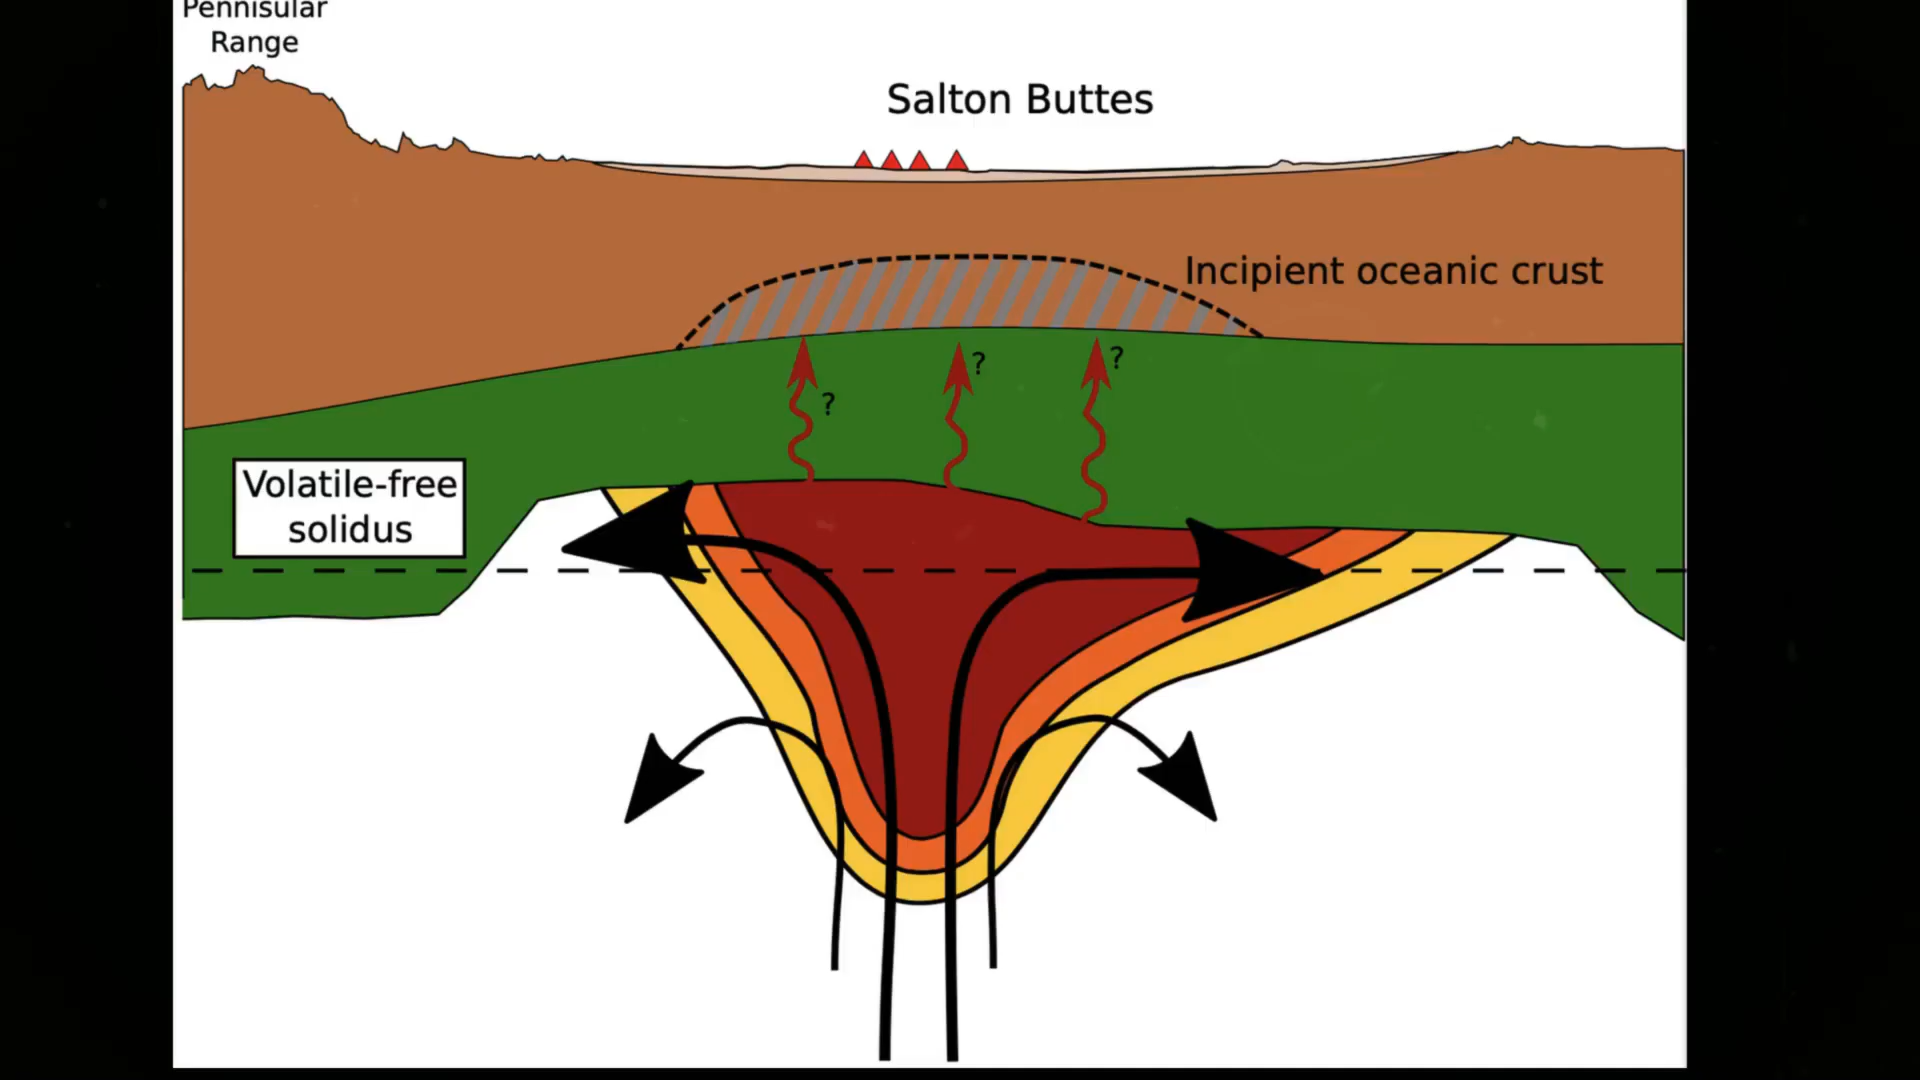 Pennisular
Range
Salton Buttes
Incipient oceanic crust
?
?
?
Volatile-free
solidus